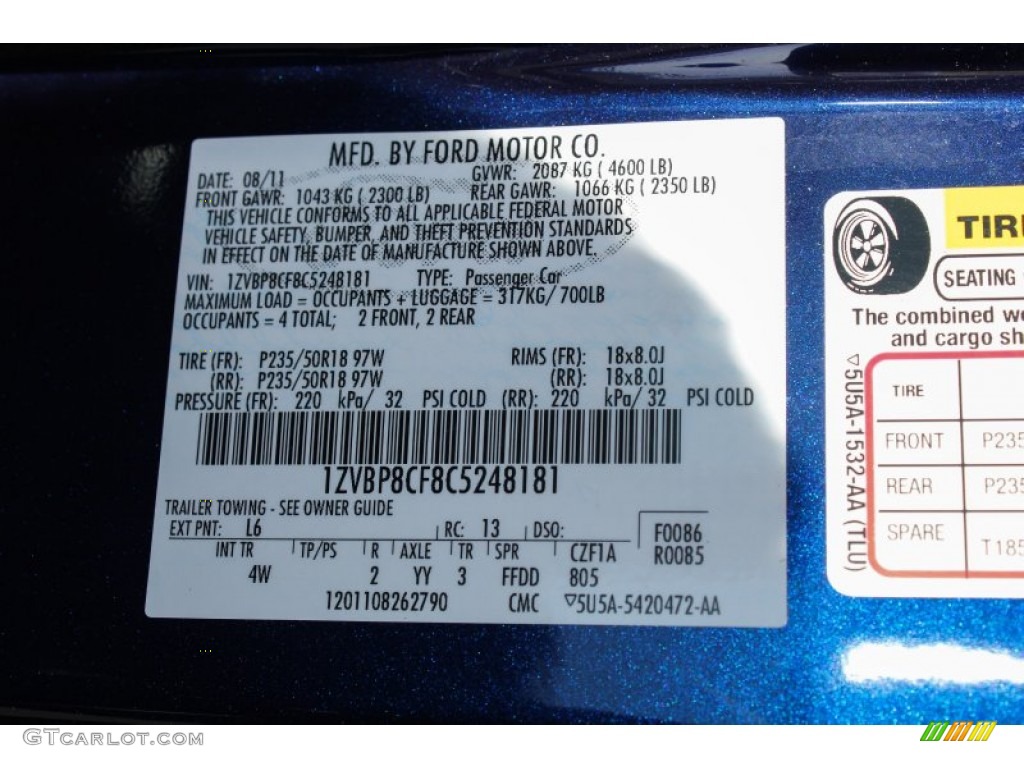 MFD. BY FORD MOTOR CO.
DATE: 08/11 GVWR: 2087 KG ( 4600 LB)
FRONT GAWR: 1043 KG ( 2300 LB) REAR GAWR: 1066 KG ( 2350 LB)
THIS VEHICLE CONFORMS TO ALL APPLICABLE FEDERAL MOTOR
VEHICLE SAFETY, BUMPER, AND THEFT PREVENTION STANDARDS
IN EFFECT ON THE DATE OF MANUFACTURE SHOWN ABOVE.
VIN: 1ZVBP8CF8C5248181 TYPE: Passenger Car
MAXIMUM LOAD = OCCUPANTS + LUGGAGE = 317KG/ 700LB
OCCUPANTS = 4 TOTAL; 2 FRONT, 2 REAR
TIRE (FR): P235/50R18 97W RIMS (FR): 18x8.0J
(RR): P235/50R18 97W (RR): 18x8.0J
PRESSURE (FR): 220 kPa/ 32 PSI COLD (RR): 220 kPa/ 32 PSI COLD
1ZVBP8CF8C5248181
TRAILER TOWING - SEE OWNER GUIDE
EXT PNT: L6 RC: 13 DSO: F0086
R0085
INT TR TP/PS R AXLE TR SPR CZF1A
4W 2 YY 3 FFDD 805
1201108262790 CMC ▽5U5A-5420472-AA
TIRE
SEATING
The combined we
and cargo sh
▽5U5A-1532-AA (TLU)
TIRE
FRONT P235
REAR P235
SPARE T185
GTCARLOT.COM